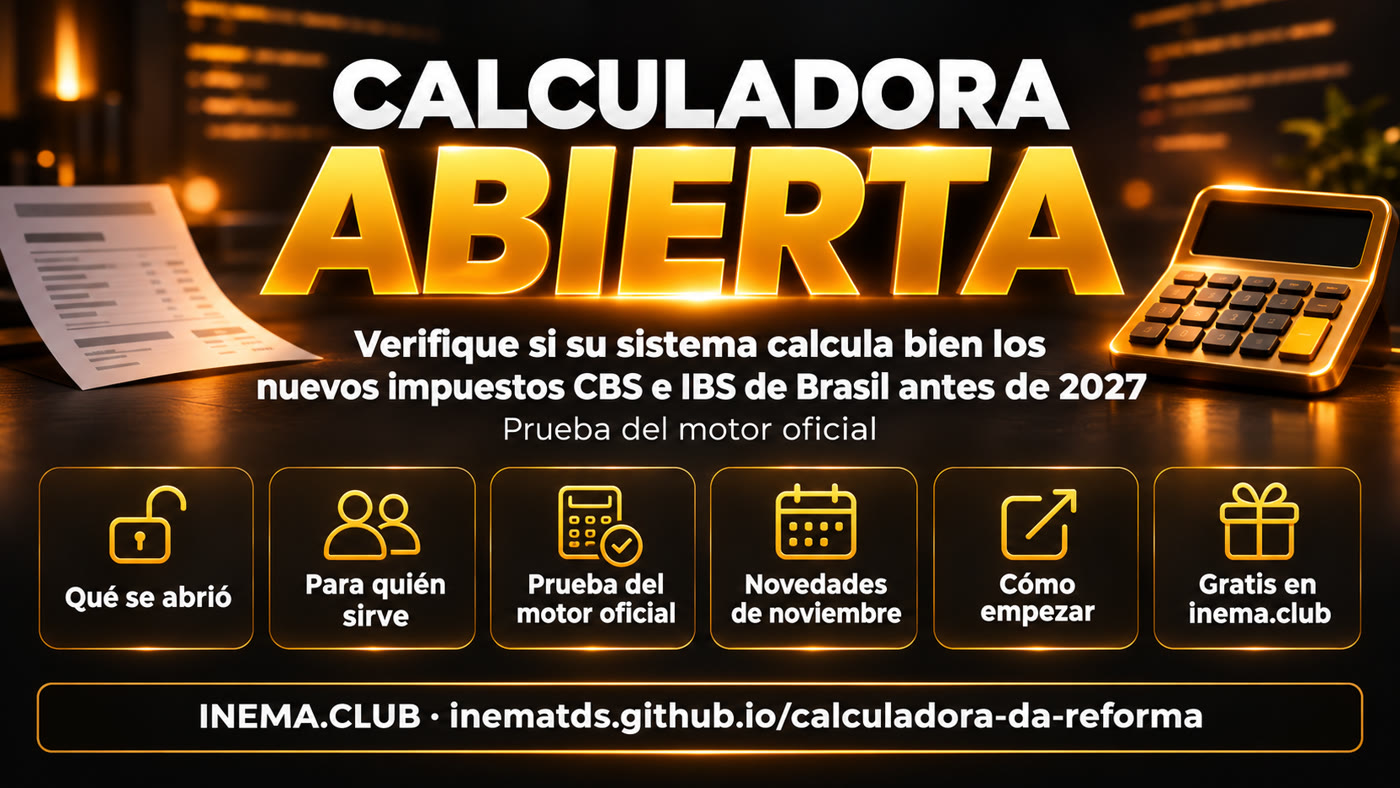 CALCULADORA
ABIERTA
Verifique si su sistema calcula bien los
nuevos impuestos CBS e IBS de Brasil antes de 2027
Prueba del motor oficial
Qué se abrió
Para quién
sirve
Prueba del
motor oficial
Novedades
de noviembre
Cómo
empezar
Gratis en
inema.club
INEMA.CLUB · inematds.github.io/calculadora-da-reforma